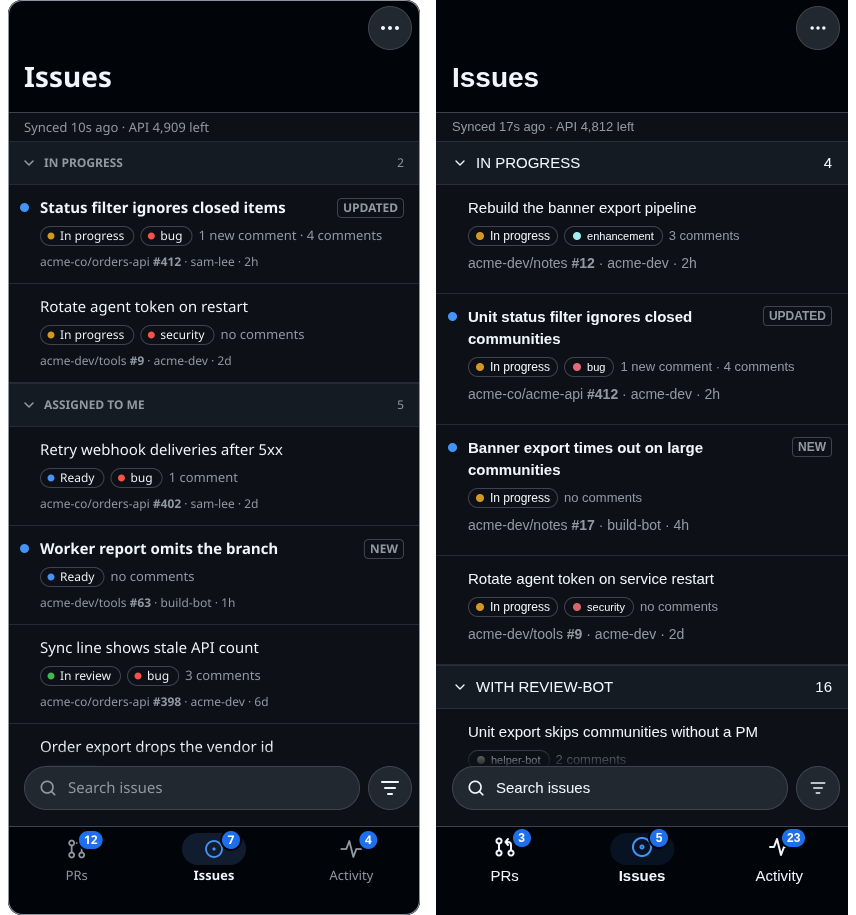 Issues
Synced 10s ago · API 4,909 left
IN PROGRESS 2
Status filter ignores closed items UPDATED
In progress bug 1 new comment · 4 comments
acme-co/orders-api #412 · sam-lee · 2h
Rotate agent token on restart
In progress security no comments
acme-dev/tools #9 · acme-dev · 2d
ASSIGNED TO ME 5
Retry webhook deliveries after 5xx
Ready bug 1 comment
acme-co/orders-api #402 · sam-lee · 2d
Worker report omits the branch NEW
Ready no comments
acme-dev/tools #63 · build-bot · 1h
Sync line shows stale API count
In review bug 3 comments
acme-co/orders-api #398 · acme-dev · 6d
Order export drops the vendor id
Search issues
12 7 4
PRs Issues Activity
Issues
Synced 17s ago · API 4,812 left
IN PROGRESS 4
Rebuild the banner export pipeline
In progress enhancement 3 comments
acme-dev/notes #12 · acme-dev · 2h
Unit status filter ignores closed UPDATED
communities
In progress bug 1 new comment · 4 comments
acme-co/acme-api #412 · acme-dev · 2h
Banner export times out on large NEW
communities
In progress no comments
acme-dev/notes #17 · build-bot · 4h
Rotate agent token on service restart
In progress security no comments
acme-dev/tools #9 · acme-dev · 2d
WITH REVIEW-BOT 16
Unit export skips communities without a PM
helper-bot 2 comments
Search issues
3 5 23
PRs Issues Activity